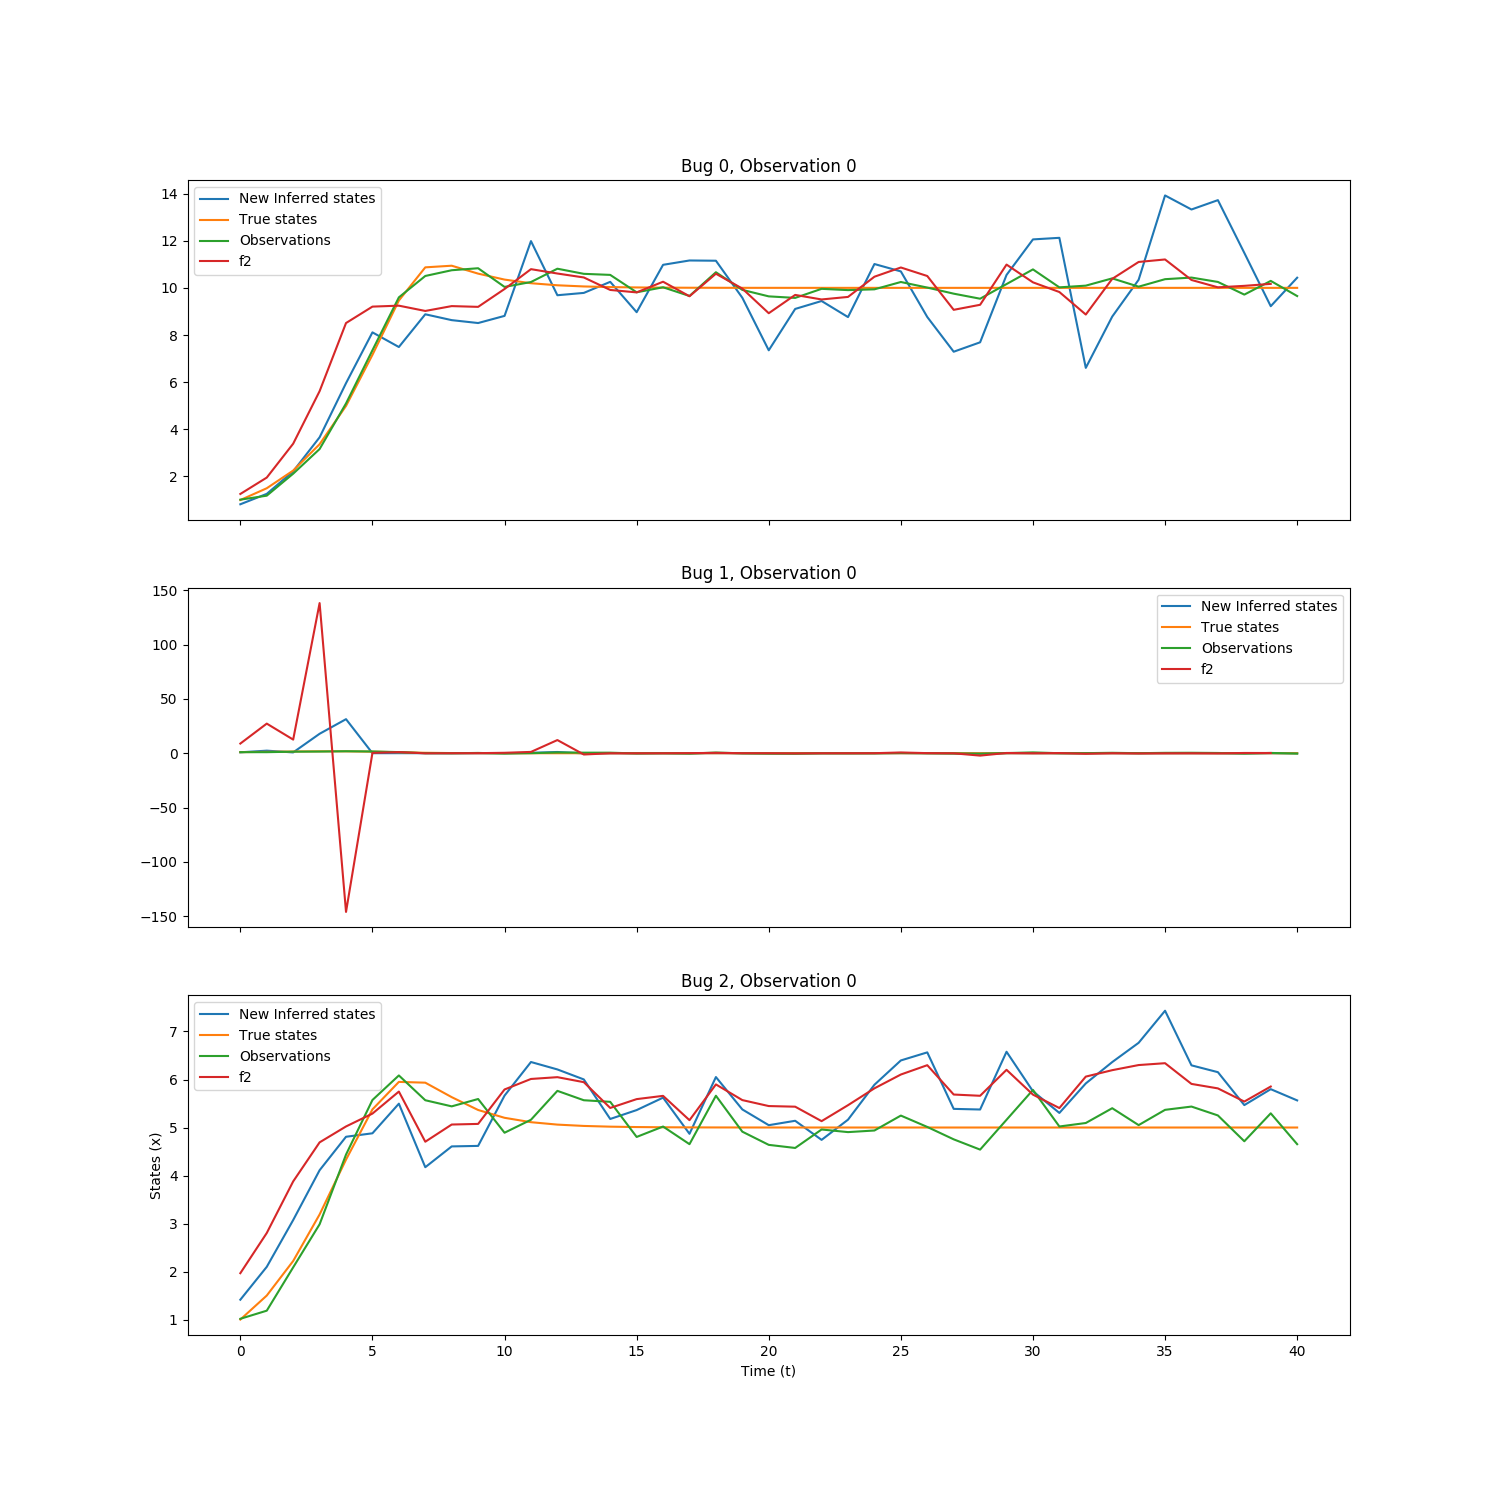 Bug 0, Observation 0
New Inferred states
True states
Observations
f2
14
12
10
8
6
4
2
Bug 1, Observation 0
New Inferred states
True states
Observations
f2
150
100
50
0
−50
−100
−150
Bug 2, Observation 0
New Inferred states
True states
Observations
f2
7
6
5
4
3
2
1
States (x)
0 5 10 15 20 25 30 35 40
Time (t)